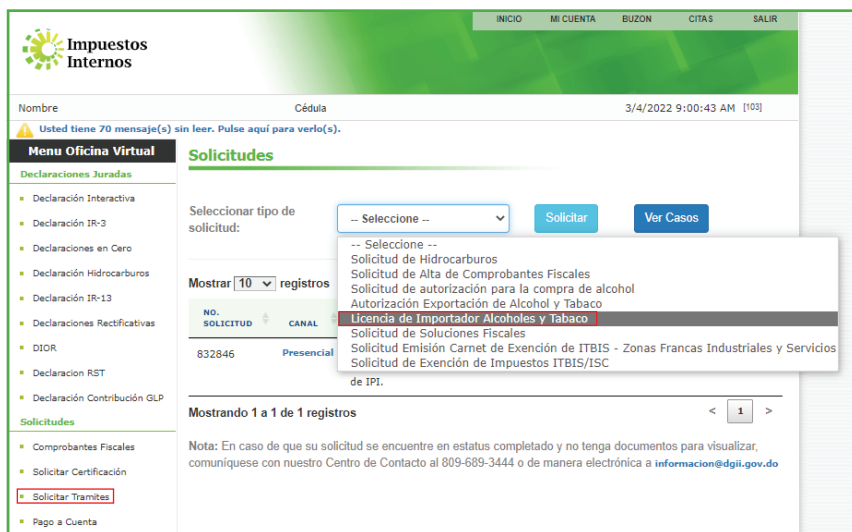 INICIO MI CUENTA BUZON CITAS SALIR
Impuestos
Internos
Nombre Cédula 3/4/2022 9:00:43 AM [103]
Usted tiene 70 mensaje(s) sin leer. Pulse aquí para verlo(s).
Menu Oficina Virtual
Declaraciones Juradas
Declaración Interactiva
Declaración IR-3
Declaraciones en Cero
Declaración Hidrocarburos
Declaración IR-13
Declaraciones Rectificativas
DIOR
Declaracion RST
Declaración Contribución GLP
Solicitudes
Comprobantes Fiscales
Solicitar Certificación
Solicitar Tramites
Pago a Cuenta
Solicitudes
Seleccionar tipo de
solicitud:
-- Seleccione --
Solicitar
Ver Casos
-- Seleccione --
Solicitud de Hidrocarburos
Solicitud de Alta de Comprobantes Fiscales
Solicitud de autorización para la compra de alcohol
Autorización Exportación de Alcohol y Tabaco
Licencia de Importador Alcoholes y Tabaco
Solicitud de Soluciones Fiscales
Solicitud Emisión Carnet de Exención de ITBIS - Zonas Francas Industriales y Servicios
Solicitud de Exención de Impuestos ITBIS/ISC
Mostrar 10 registros
NO.
SOLICITUD CANAL
832846 Presencial
de IPI.
Mostrando 1 a 1 de 1 registros
< 1 >
Nota: En caso de que su solicitud se encuentre en estatus completado y no tenga documentos para visualizar,
comuníquese con nuestro Centro de Contacto al 809-689-3444 o de manera electrónica a informacion@dgii.gov.do